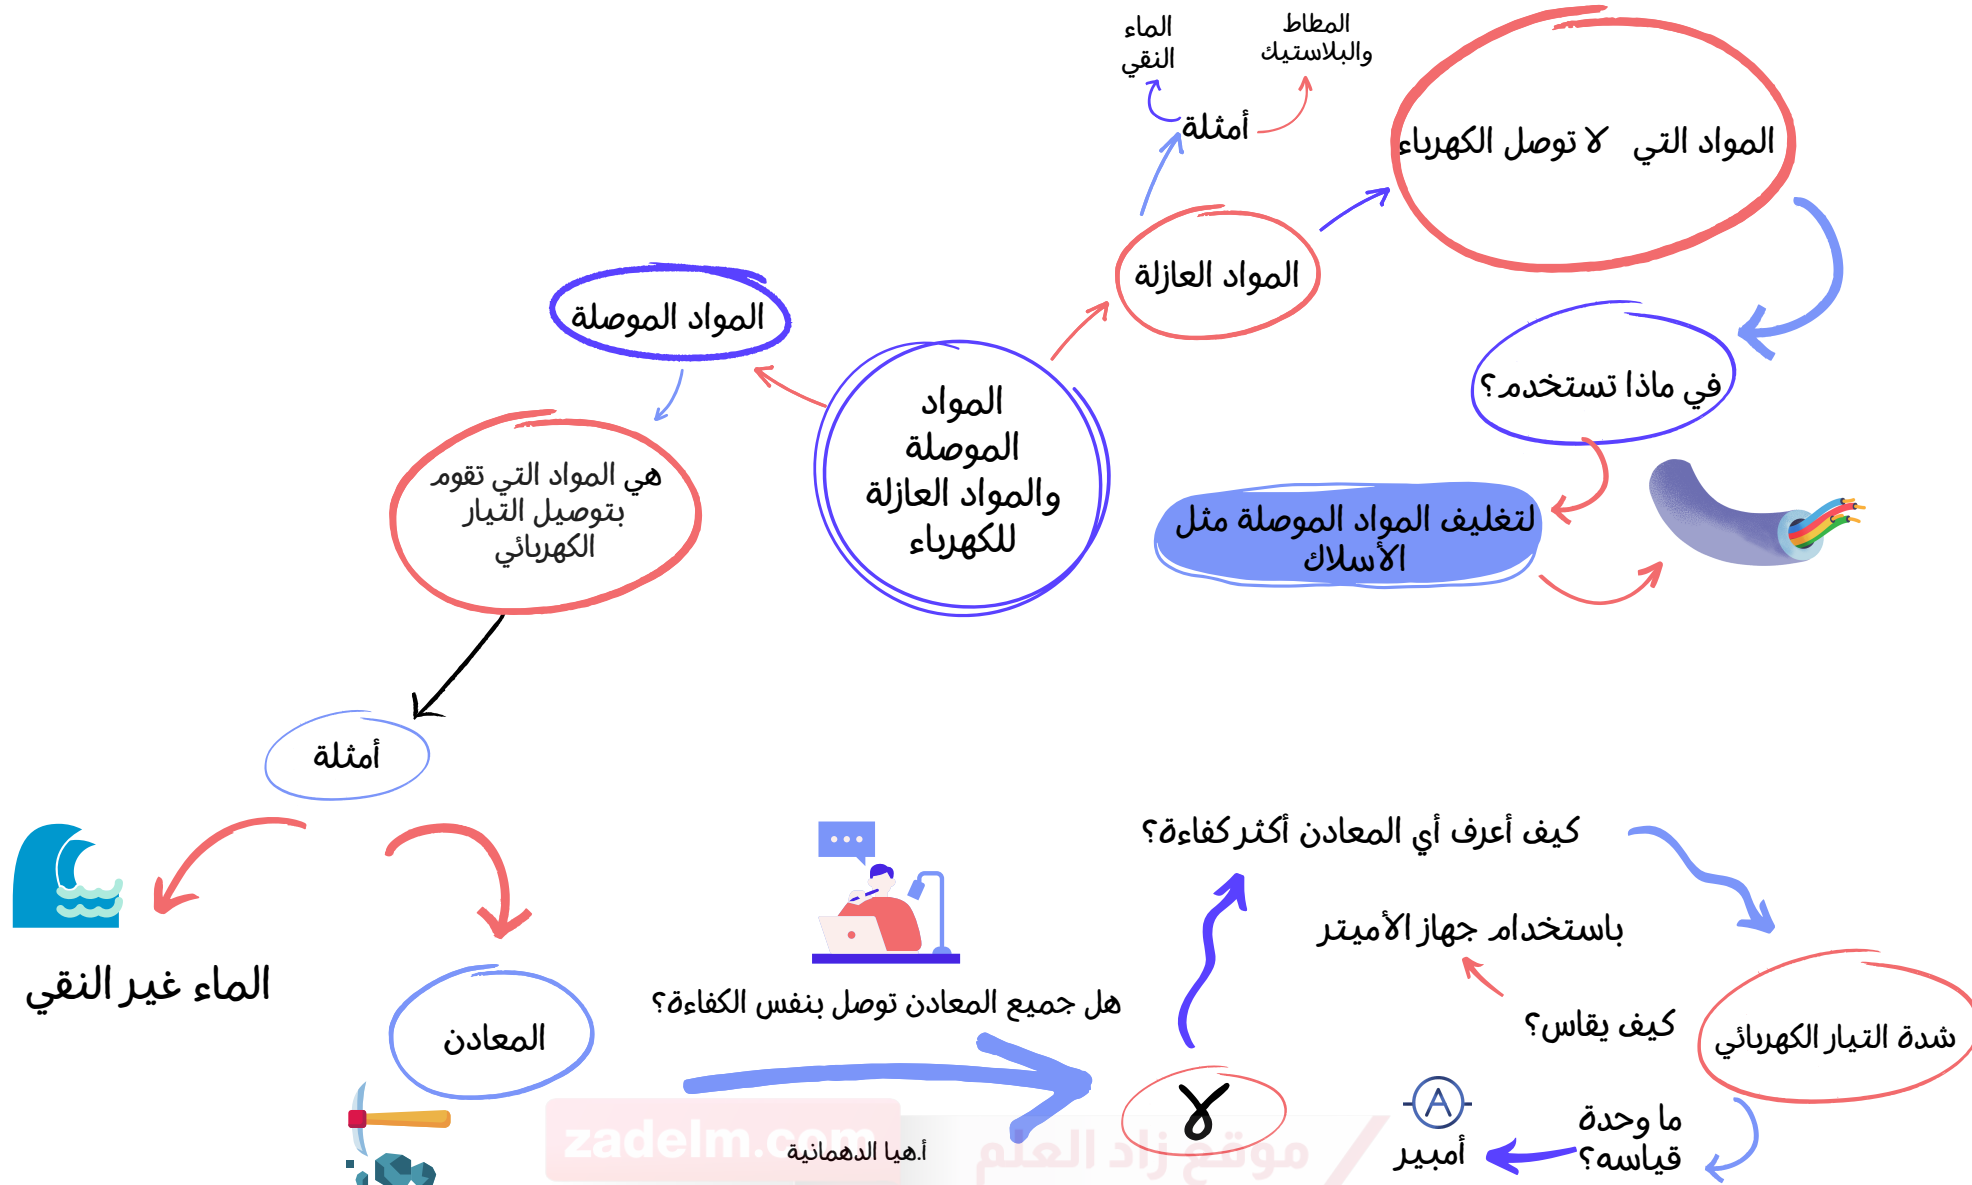 المواد
الموصلة
والمواد العازلة
للكهرباء
المواد العازلة
أمثلة
المطاط
والبلاستيك
الماء
النقي
المواد التي لا توصل الكهرباء
في ماذا تستخدم؟
لتغليف المواد الموصلة مثل
الأسلاك
المواد الموصلة
هي المواد التي تقوم
بتوصيل التيار
الكهربائي
أمثلة
الماء غير النقي
المعادن
هل جميع المعادن توصل بنفس الكفاءة؟
لا
كيف أعرف أي المعادن أكثر كفاءة؟
شدة التيار الكهربائي
كيف يقاس؟
باستخدام جهاز الأميتر
ما وحدة
قياسه؟
A
أمبير
أ.هيا الدهمانية
zadelm.com
موقع زاد العلم